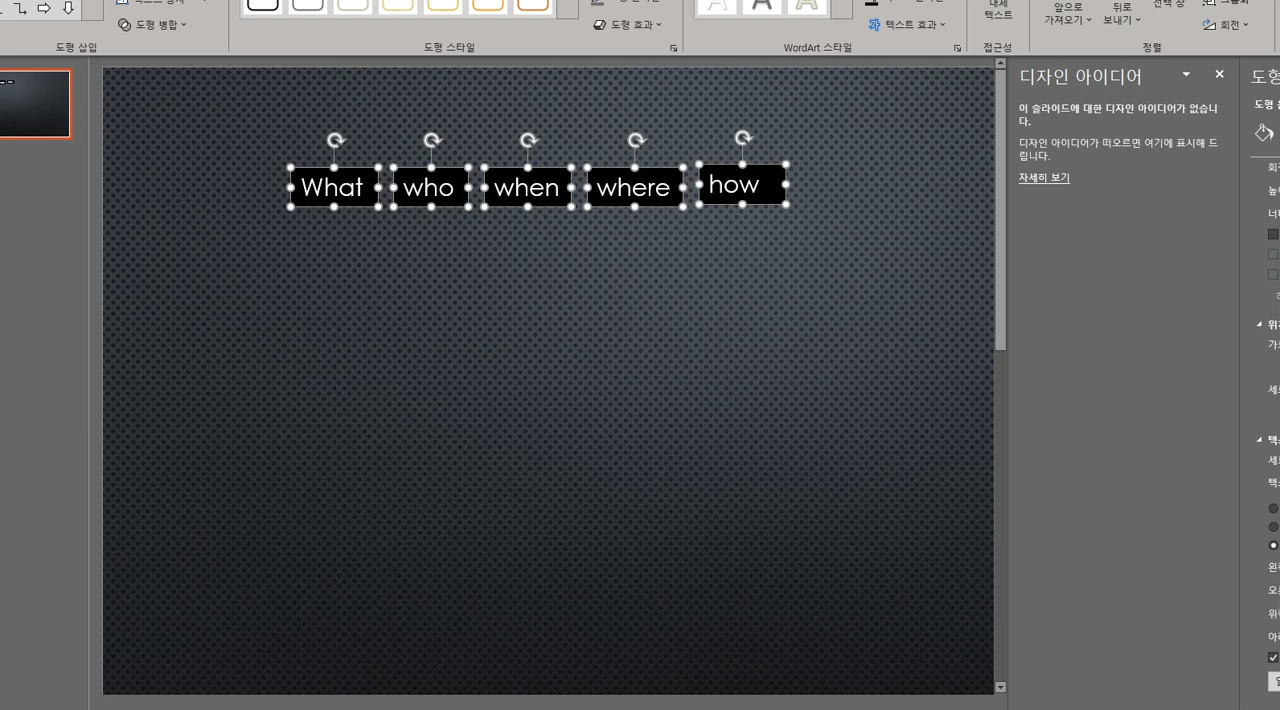 도형 병합
도형 효과
텍스트 효과
텍스트
앞으로
가져오기
뒤로
보내기
회전
도형 삽입
도형 스타일
WordArt 스타일
접근성
정렬
What who when where how
디자인 아이디어
이 슬라이드에 대한 디자인 아이디어가 없습니
다.
디자인 아이디어가 떠오르면 여기에 표시해 드
립니다.
자세히 보기